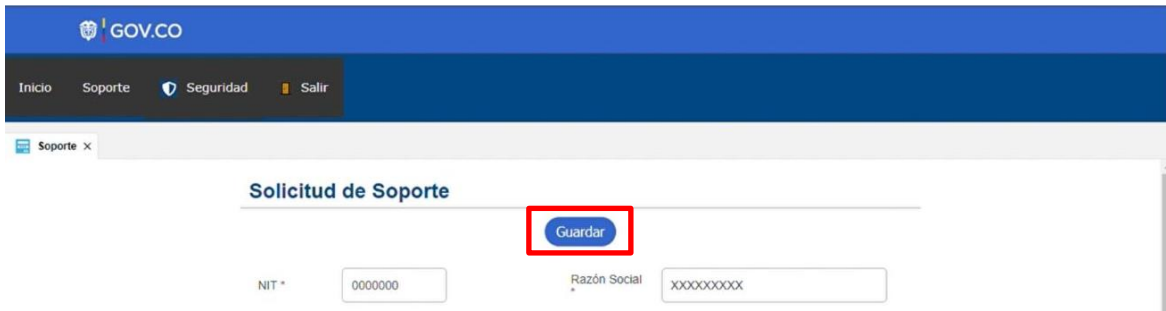 GOV.CO
Inicio Soporte Seguridad Salir
Soporte X
Solicitud de Soporte
Guardar
NIT * 0000000 Razón Social * XXXXXXXXX